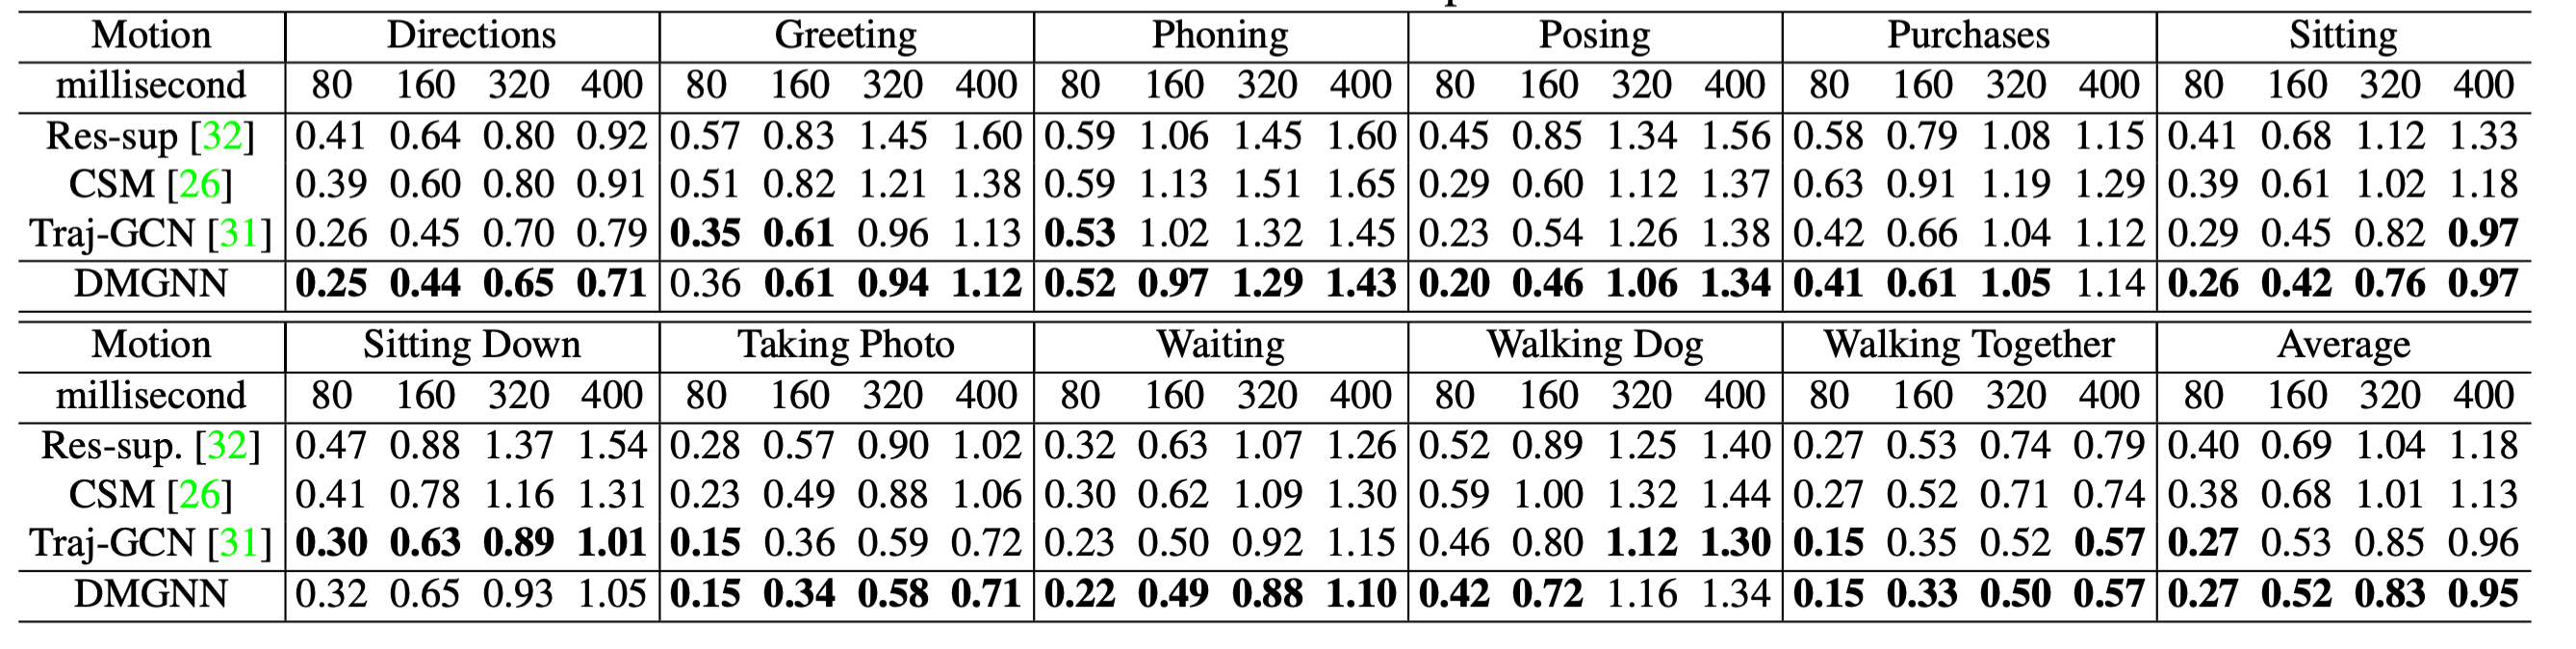 Motion Directions Greeting Phoning Posing Purchases Sitting
millisecond 80 160 320 400 80 160 320 400 80 160 320 400 80 160 320 400 80 160 320 400 80 160 320 400
Res-sup [32] 0.41 0.64 0.80 0.92 0.57 0.83 1.45 1.60 0.59 1.06 1.45 1.60 0.45 0.85 1.34 1.56 0.58 0.79 1.08 1.15 0.41 0.68 1.12 1.33
CSM [26] 0.39 0.60 0.80 0.91 0.51 0.82 1.21 1.38 0.59 1.13 1.51 1.65 0.29 0.60 1.12 1.37 0.63 0.91 1.19 1.29 0.39 0.61 1.02 1.18
Traj-GCN [31] 0.26 0.45 0.70 0.79 0.35 0.61 0.96 1.13 0.53 1.02 1.32 1.45 0.23 0.54 1.26 1.38 0.42 0.66 1.04 1.12 0.29 0.45 0.82 0.97
DMGNN 0.25 0.44 0.65 0.71 0.36 0.61 0.94 1.12 0.52 0.97 1.29 1.43 0.20 0.46 1.06 1.34 0.41 0.61 1.05 1.14 0.26 0.42 0.76 0.97
Motion Sitting Down Taking Photo Waiting Walking Dog Walking Together Average
millisecond 80 160 320 400 80 160 320 400 80 160 320 400 80 160 320 400 80 160 320 400 80 160 320 400
Res-sup. [32] 0.47 0.88 1.37 1.54 0.28 0.57 0.90 1.02 0.32 0.63 1.07 1.26 0.52 0.89 1.25 1.40 0.27 0.53 0.74 0.79 0.40 0.69 1.04 1.18
CSM [26] 0.41 0.78 1.16 1.31 0.23 0.49 0.88 1.06 0.30 0.62 1.09 1.30 0.59 1.00 1.32 1.44 0.27 0.52 0.71 0.74 0.38 0.68 1.01 1.13
Traj-GCN [31] 0.30 0.63 0.89 1.01 0.15 0.36 0.59 0.72 0.23 0.50 0.92 1.15 0.46 0.80 1.12 1.30 0.15 0.35 0.52 0.57 0.27 0.53 0.85 0.96
DMGNN 0.32 0.65 0.93 1.05 0.15 0.34 0.58 0.71 0.22 0.49 0.88 1.10 0.42 0.72 1.16 1.34 0.15 0.33 0.50 0.57 0.27 0.52 0.83 0.95